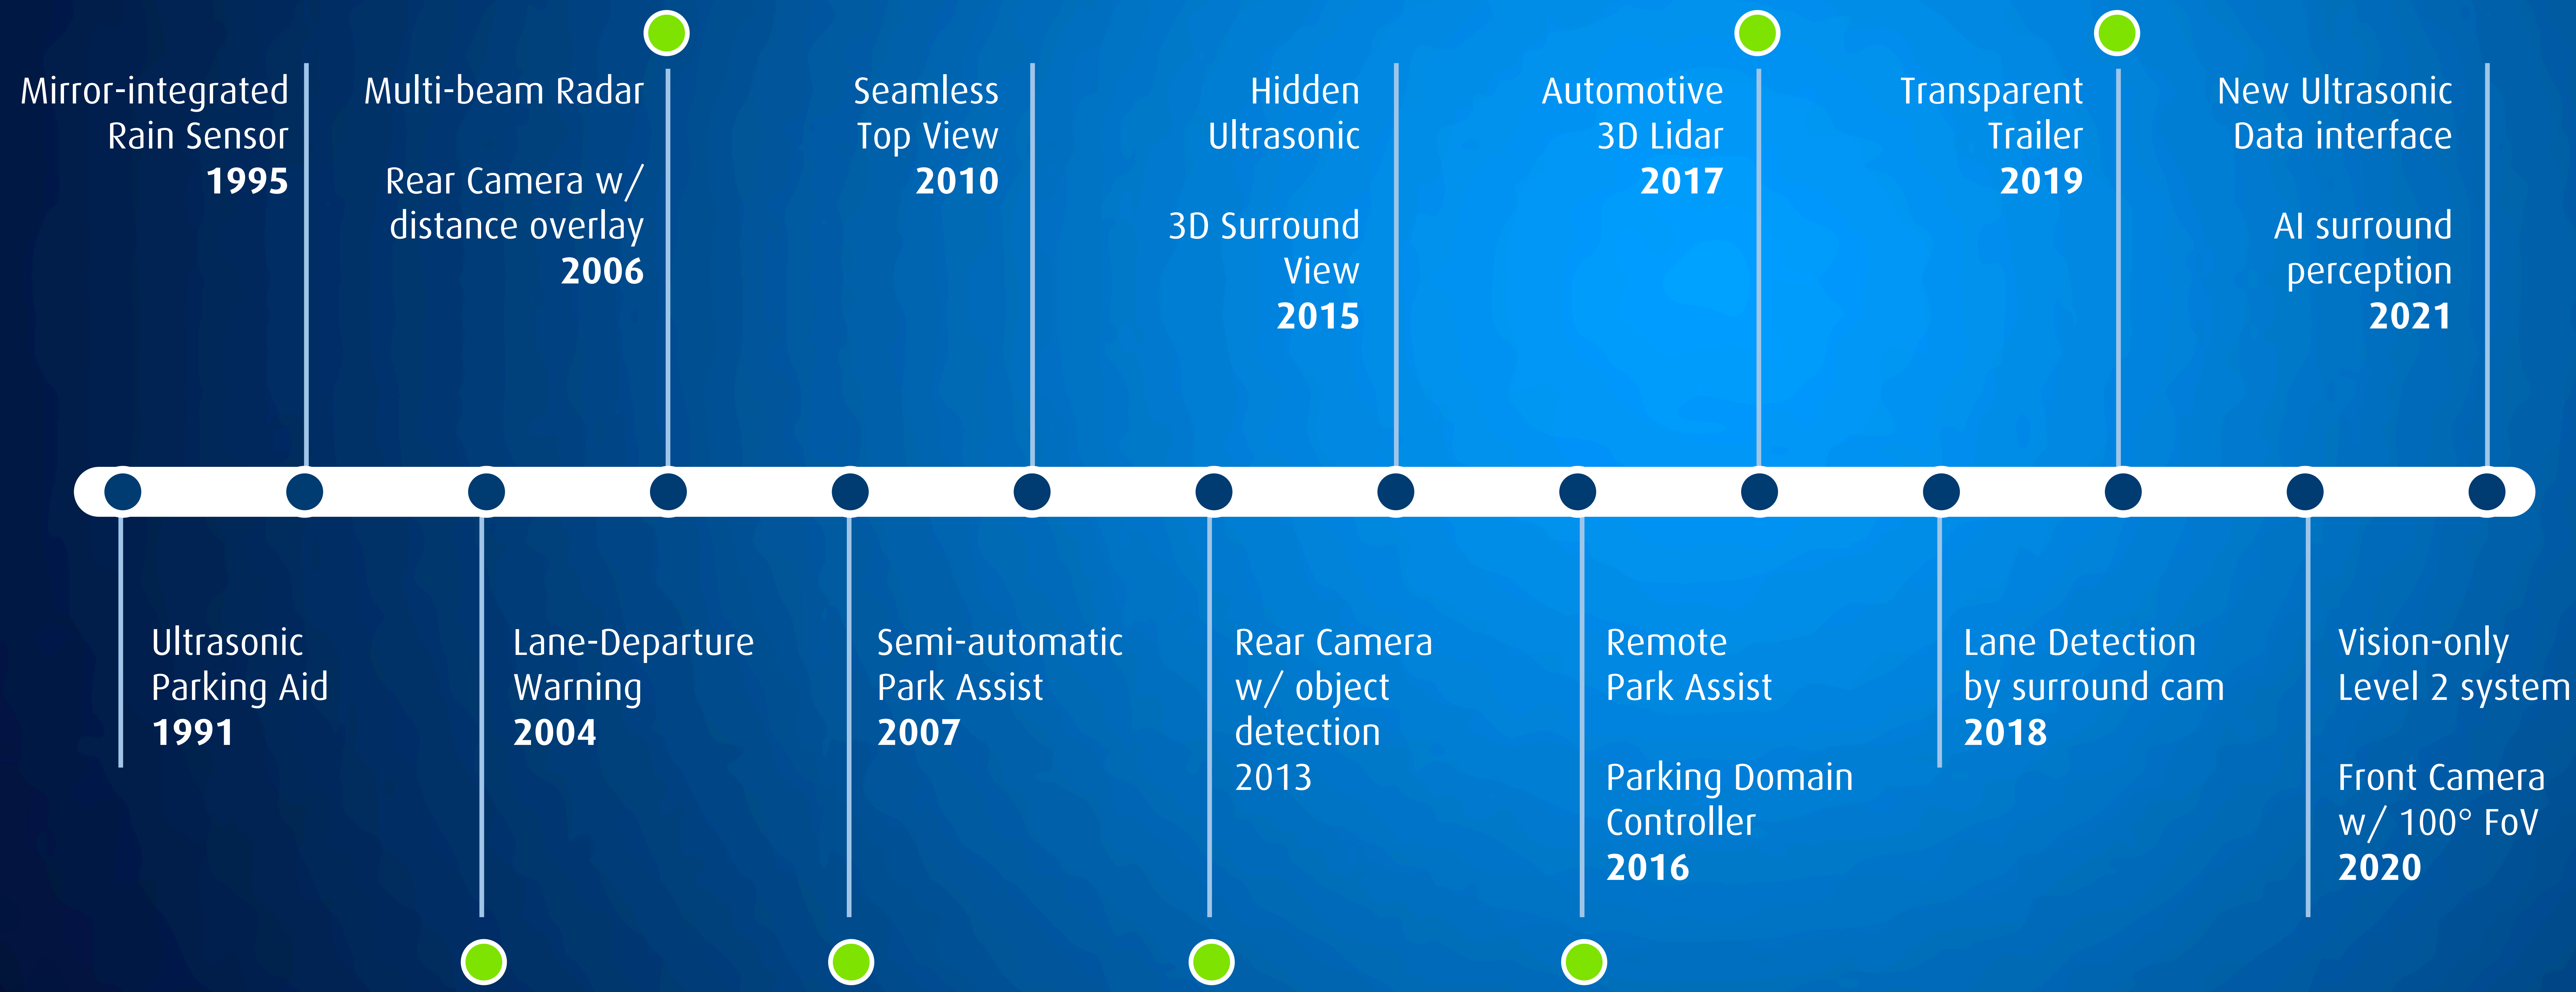 Mirror-integrated
Rain Sensor
1995
Multi-beam Radar
Rear Camera w/
distance overlay
2006
Seamless
Top View
2010
Hidden
Ultrasonic
3D Surround
View
2015
Automotive
3D Lidar
2017
Transparent
Trailer
2019
New Ultrasonic
Data interface
AI surround
perception
2021
Ultrasonic
Parking Aid
1991
Lane-Departure
Warning
2004
Semi-automatic
Park Assist
2007
Rear Camera
w/ object
detection
2013
Remote
Park Assist
Parking Domain
Controller
2016
Lane Detection
by surround cam
2018
Vision-only
Level 2 system
Front Camera
w/ 100° FoV
2020